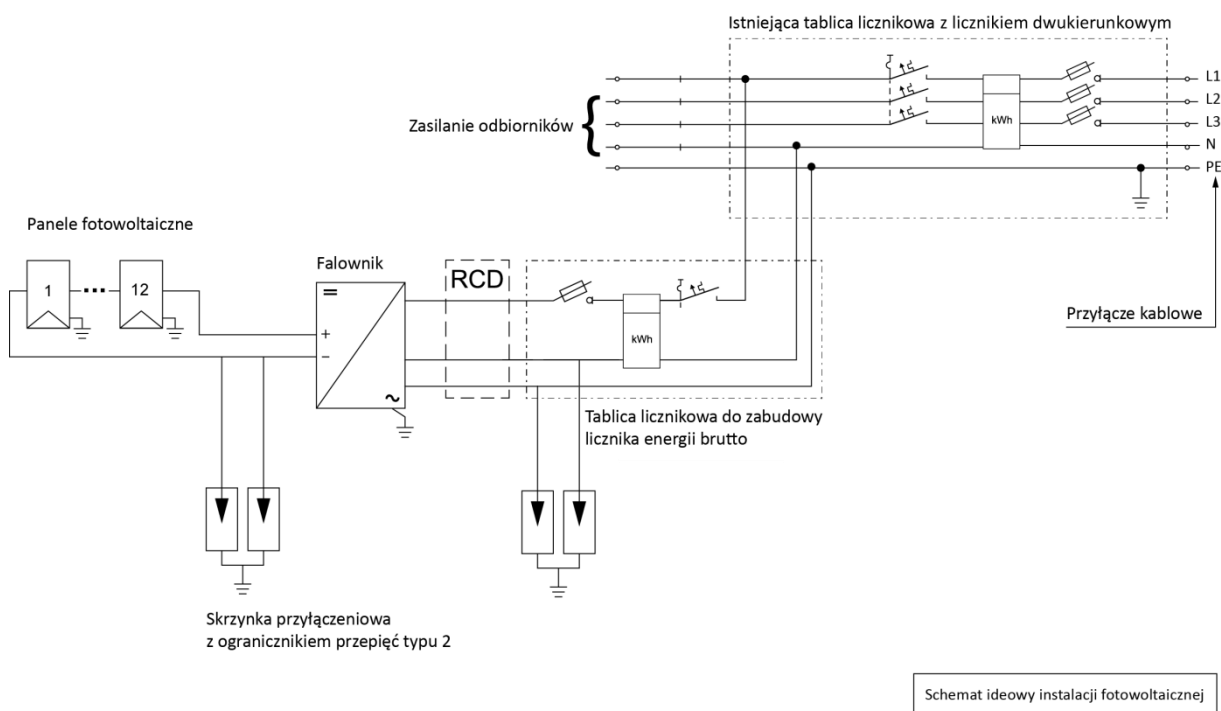 Istniejąca tablica licznikowa z licznikiem dwukierunkowym
L1
L2
L3
N
PE
kWh
Zasilanie odbiorników
Panele fotowoltaiczne
1
12
Falownik
=
+
−
~
RCD
kWh
Przyłącze kablowe
Tablica licznikowa do zabudowy
licznika energii brutto
Skrzynka przyłączeniowa
z ogranicznikiem przepięć typu 2
Schemat ideowy instalacji fotowoltaicznej